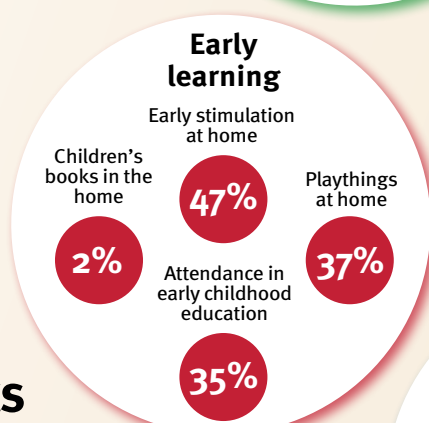 Early
learning
Early stimulation
at home
47%
Children's
books in the
home
2%
Playthings
at home
37%
Attendance in
early childhood
education
35%